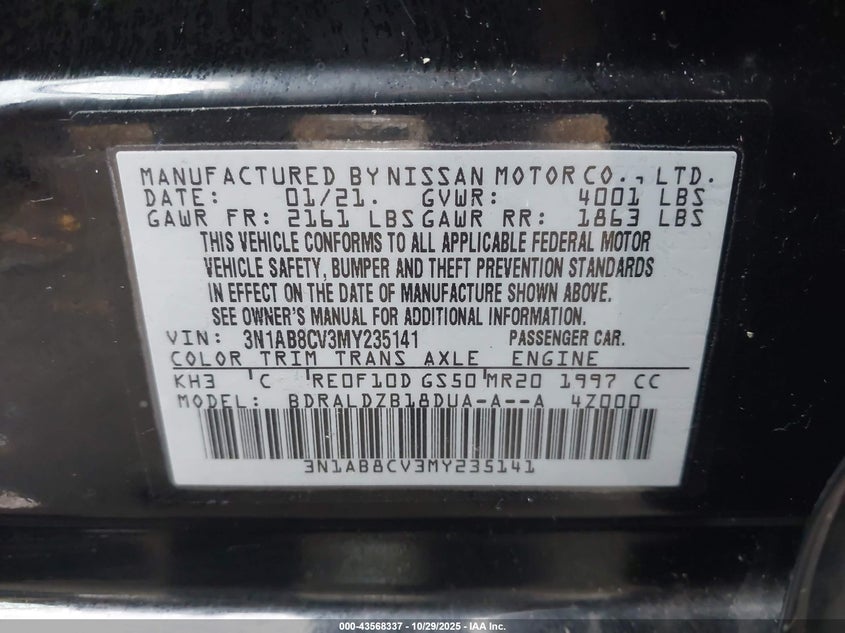 MANUFACTURED BY NISSAN MOTOR CO., LTD.
DATE: 01/21. GVWR: 4001 LBS
GAWR FR: 2161 LBS GAWR RR: 1863 LBS
THIS VEHICLE CONFORMS TO ALL APPLICABLE FEDERAL MOTOR
VEHICLE SAFETY, BUMPER AND THEFT PREVENTION STANDARDS
IN EFFECT ON THE DATE OF MANUFACTURE SHOWN ABOVE.
SEE OWNER'S MANUAL FOR ADDITIONAL INFORMATION.
VIN: 3N1AB8CV3MY235141 PASSENGER CAR.
COLOR TRIM TRANS AXLE ENGINE
KH3 'C 'RE0F10D GS50 MR20 1997 CC
MODEL: BDRALDZB18DUA-A--A 4Z000
3N1AB8CV3MY235141
000-43568337 - 10/29/2025 - IAA Inc.